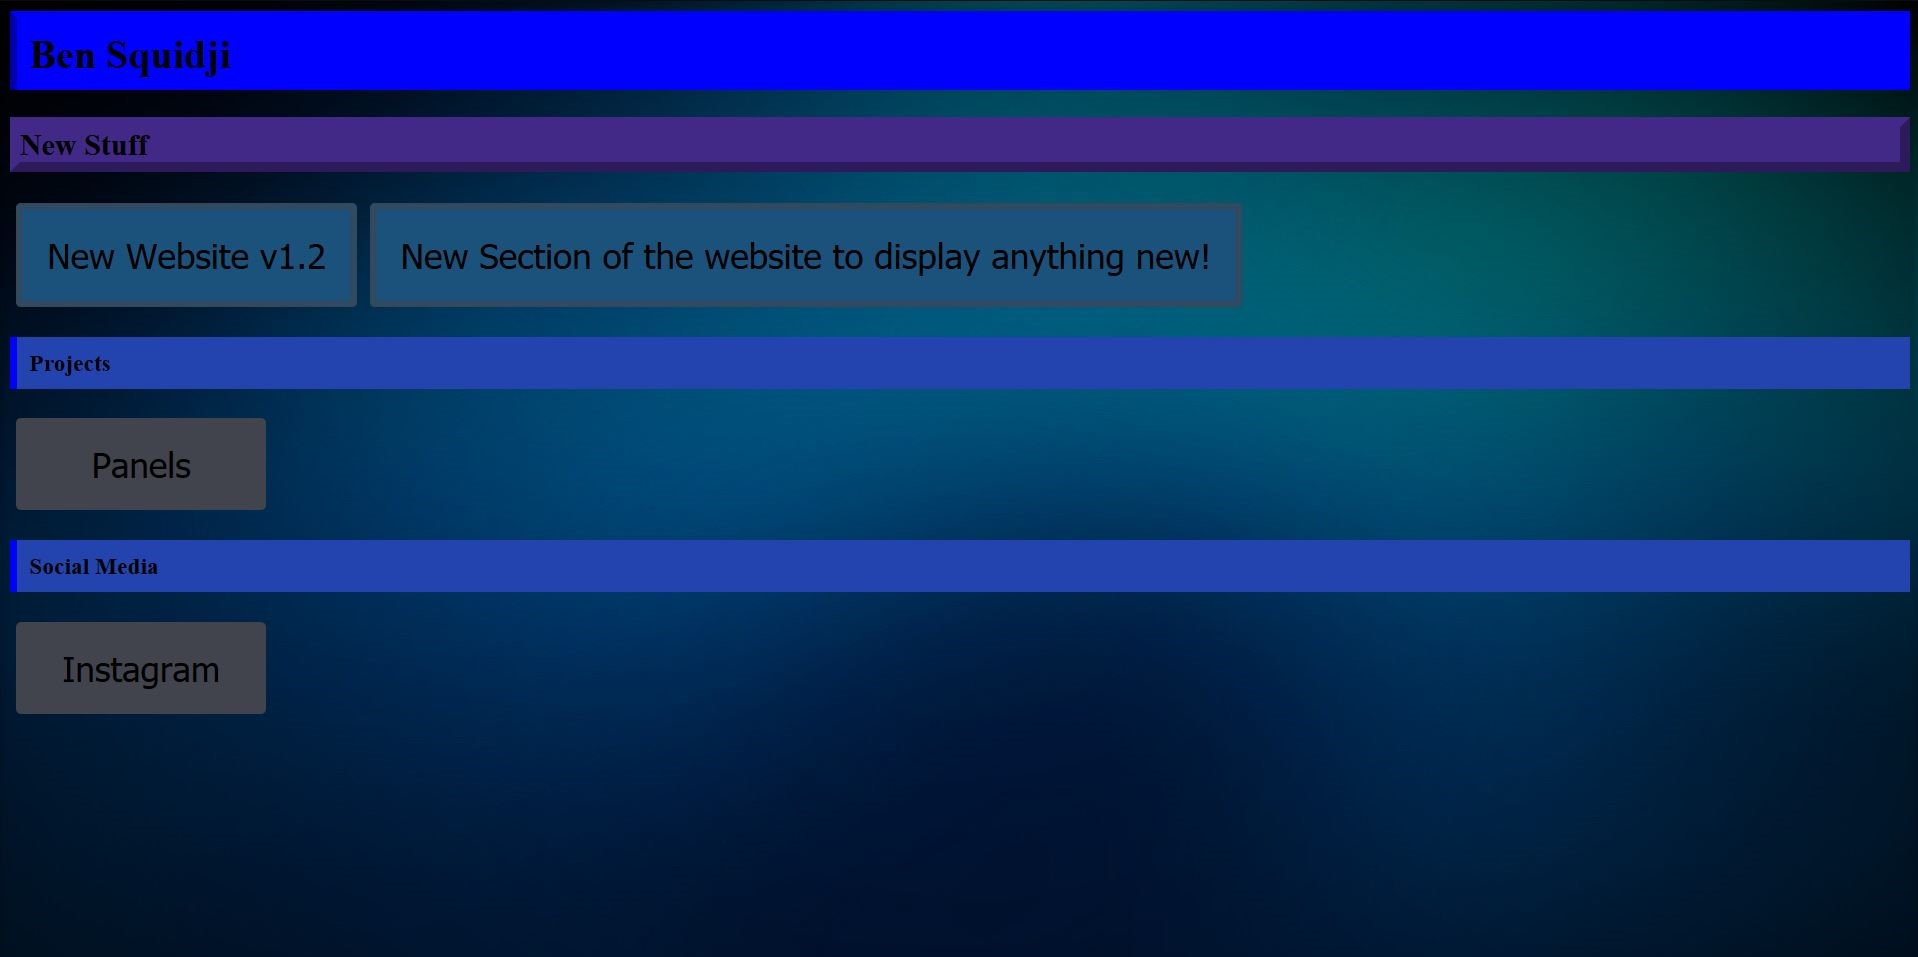 Ben Squidji
New Stuff
New Website v1.2
New Section of the website to display anything new!
Projects
Panels
Social Media
Instagram